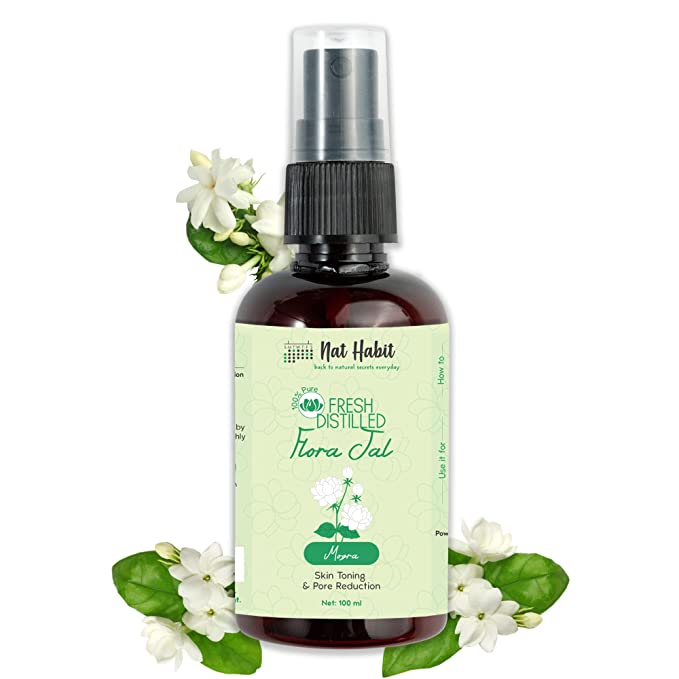 Nat Habit
back to natural secrets everyday
100% Pure
FRESH
DISTILLED
Flora Jal
Mogra
Skin Toning
& Pore Reduction
Net: 100 ml
How to
Use it for